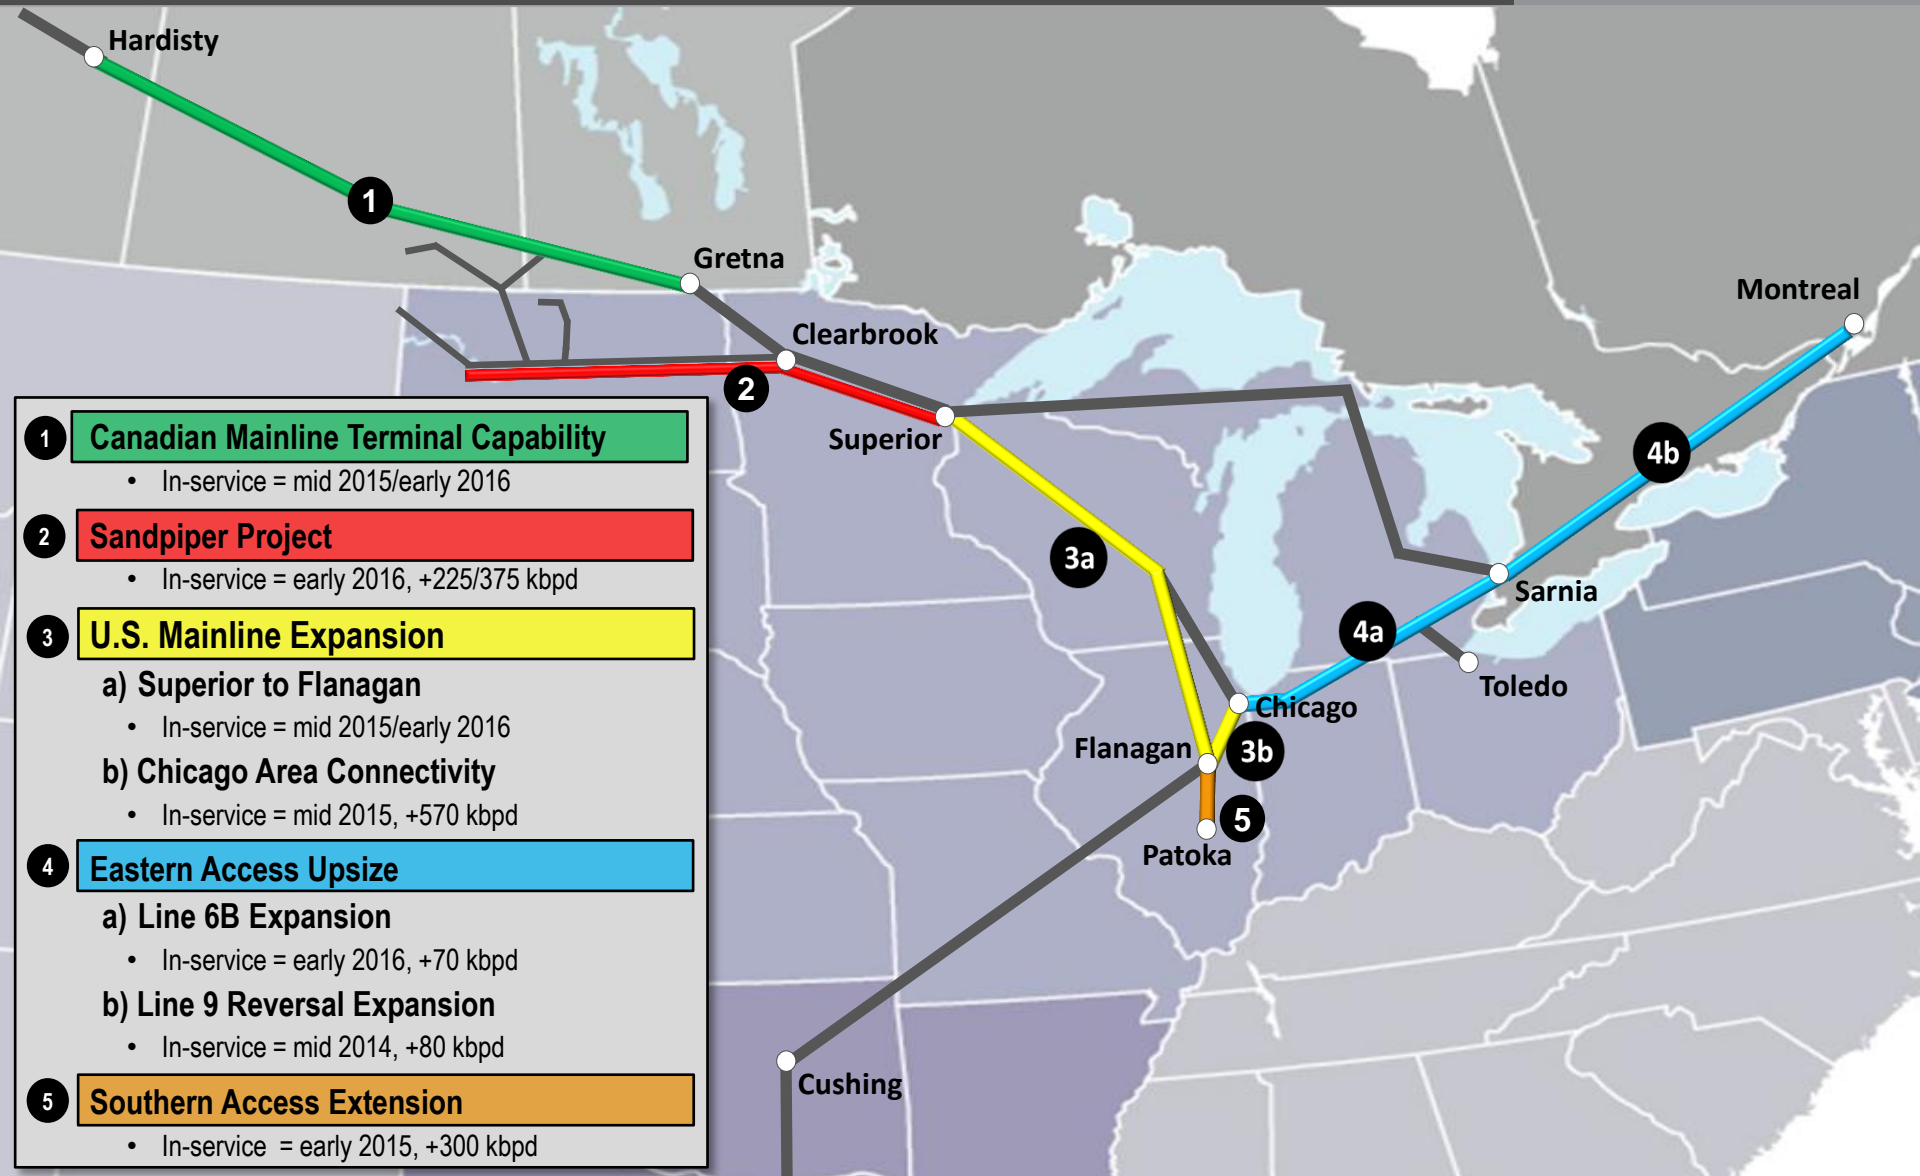 Hardisty
1
Gretna
Montreal
Clearbrook
2
Superior
4b
3a
Sarnia
4a
Toledo
Chicago
Flanagan
3b
5
Patoka
Cushing
1 Canadian Mainline Terminal Capability
• In-service = mid 2015/early 2016
2 Sandpiper Project
• In-service = early 2016, +225/375 kbpd
3 U.S. Mainline Expansion
a) Superior to Flanagan
• In-service = mid 2015/early 2016
b) Chicago Area Connectivity
• In-service = mid 2015, +570 kbpd
4 Eastern Access Upsize
a) Line 6B Expansion
• In-service = early 2016, +70 kbpd
b) Line 9 Reversal Expansion
• In-service = mid 2014, +80 kbpd
5 Southern Access Extension
• In-service = early 2015, +300 kbpd